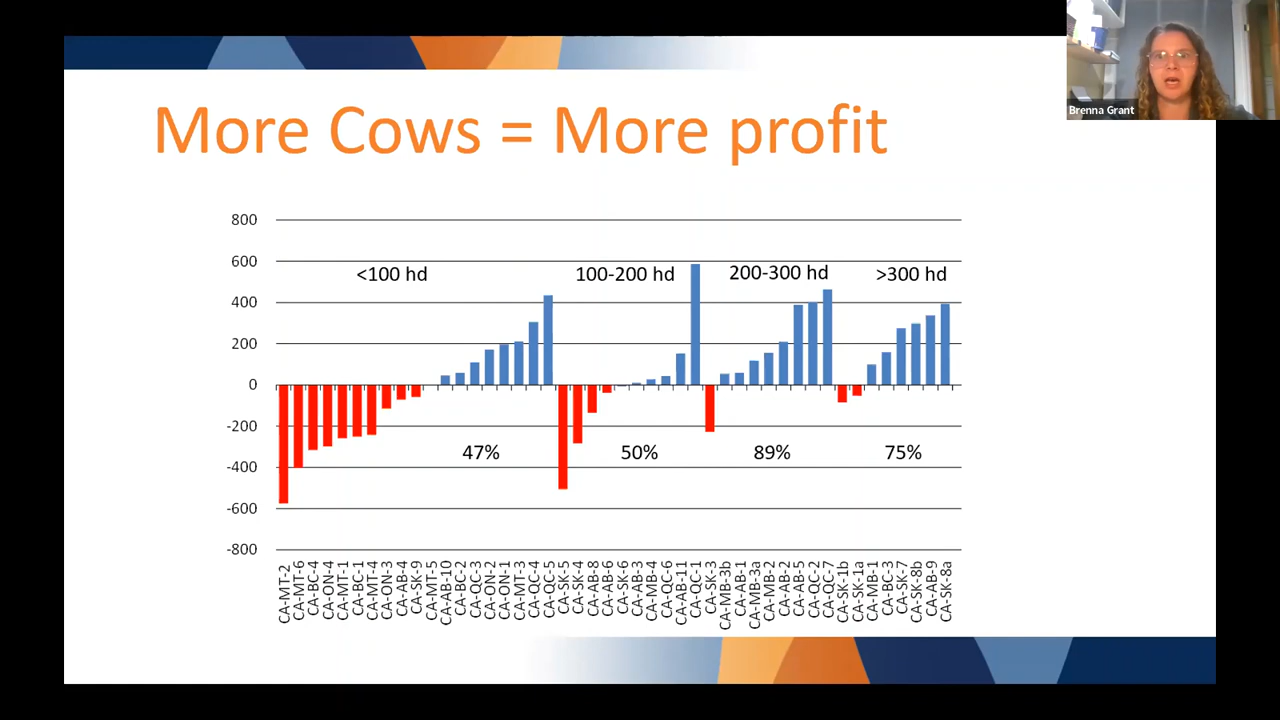 Brenna Grant
More Cows = More profit
800
600
400
200
0
-200
-400
-600
-800
<100 hd
100-200 hd
200-300 hd
>300 hd
47%
50%
89%
75%
CA-MT-2
CA-MT-6
CA-BC-4
CA-ON-4
CA-MT-1
CA-BC-1
CA-MT-4
CA-ON-3
CA-AB-4
CA-SK-9
CA-MT-5
CA-AB-10
CA-BC-2
CA-QC-3
CA-ON-2
CA-ON-1
CA-MT-3
CA-QC-4
CA-QC-5
CA-SK-5
CA-SK-4
CA-AB-8
CA-AB-6
CA-SK-6
CA-AB-3
CA-MB-4
CA-QC-6
CA-AB-11
CA-QC-1
CA-SK-3
CA-MB-3b
CA-AB-1
CA-MB-3a
CA-MB-2
CA-AB-2
CA-AB-5
CA-QC-2
CA-QC-7
CA-SK-1b
CA-SK-1a
CA-MB-1
CA-BC-3
CA-SK-7
CA-SK-8b
CA-AB-9
CA-SK-8a